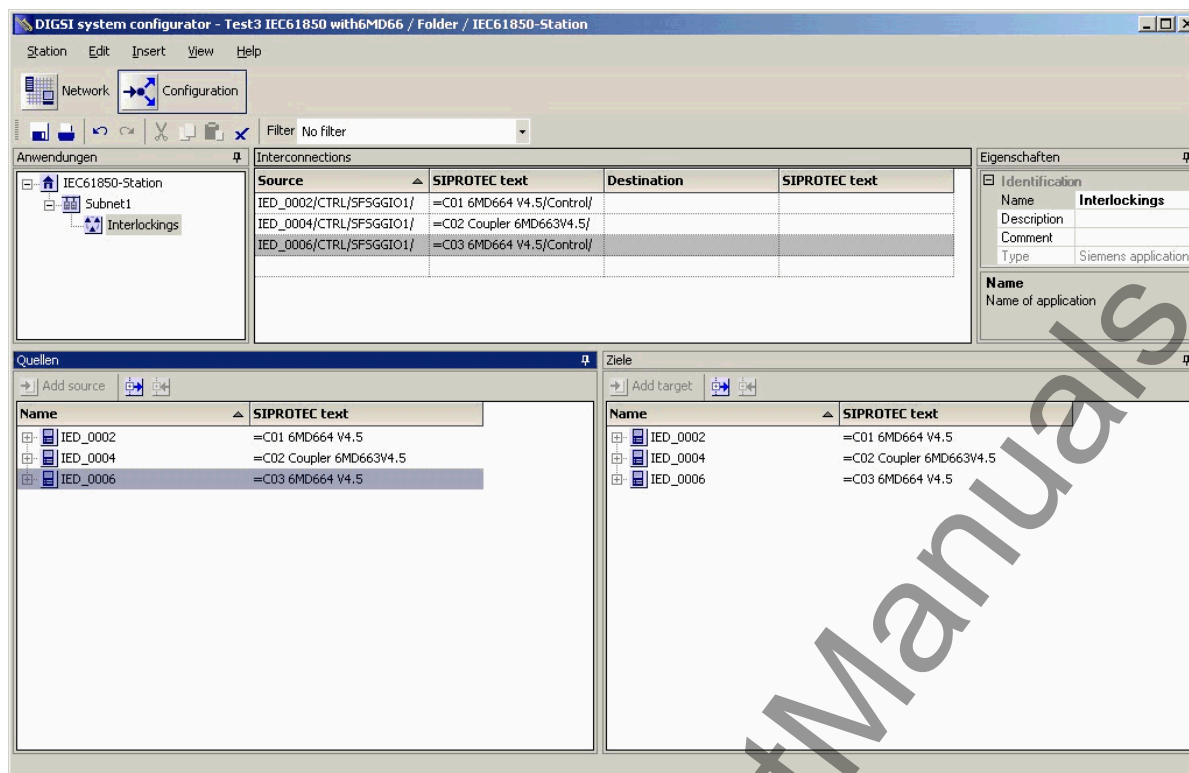 DIGSI system configurator - Test3 IEC61850 with6MD66 / Folder / IEC61850-Station
Station Edit Insert View Help
Network Configuration
Filter No filter
Anwendungen
IEC61850-Station
Subnet1
Interlockings
Interconnections
Source SIPROTEC text Destination SIPROTEC text
IED_0002/CTRL/SFSGGIO1/ =C01 6MD664 V4.5/Control/
IED_0004/CTRL/SFSGGIO1/ =C02 Coupler 6MD663V4.5/
IED_0006/CTRL/SFSGGIO1/ =C03 6MD664 V4.5/Control/
Eigenschaften
Identification
Name Interlockings
Description
Comment
Type Siemens application
Name
Name of application
Quellen
Add source
Name SIPROTEC text
IED_0002 =C01 6MD664 V4.5
IED_0004 =C02 Coupler 6MD663V4.5
IED_0006 =C03 6MD664 V4.5
Ziele
Add target
Name SIPROTEC text
IED_0002 =C01 6MD664 V4.5
IED_0004 =C02 Coupler 6MD663V4.5
IED_0006 =C03 6MD664 V4.5